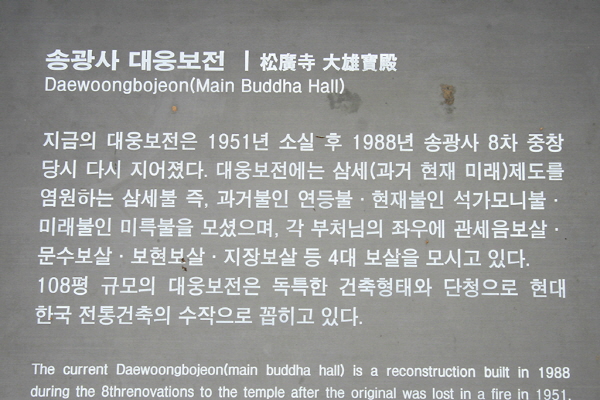 송광사 대웅보전 | 松廣寺 大雄寶殿
Daewoongbojeon(Main Buddha Hall)
지금의 대웅보전은 1951년 소실 후 1988년 송광사 8차 중창
당시 다시 지어졌다. 대웅보전에는 삼세(과거 현재 미래)제도를
염원하는 삼세불 즉, 과거불인 연등불 · 현재불인 석가모니불 ·
미래불인 미륵불을 모셨으며, 각 부처님의 좌우에 관세음보살 ·
문수보살 · 보현보살 · 지장보살 등 4대 보살을 모시고 있다.
108평 규모의 대웅보전은 독특한 건축형태와 단청으로 현대
한국 전통건축의 수작으로 꼽히고 있다.
The current Daewoongbojeon(main buddha hall) is a reconstruction built in 1988
during the 8threnovations to the temple after the original was lost in a fire in 1951.